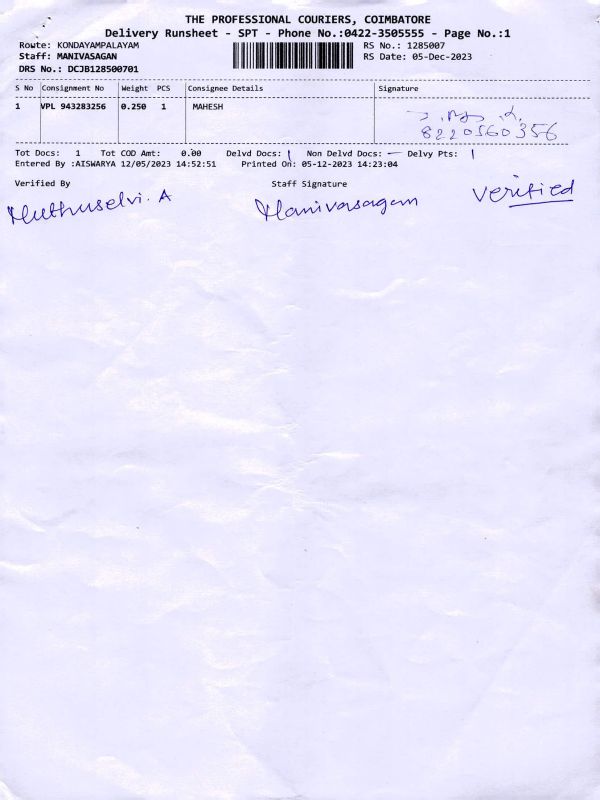 THE PROFESSIONAL COURIERS, COIMBATORE
Delivery Runsheet - SPT - Phone No.:0422-3505555 - Page No.:1
Route: KONDAYAMPALAYAM RS No.: 1285007
Staff: MANIVASAGAN RS Date: 05-Dec-2023
DRS No.: DCJB128500701
S No Consignment No Weight PCS Consignee Details Signature
1 VPL 943283256 0.250 1 MAHESH
8220560356
Tot Docs: 1 Tot COD Amt: 0.00 Delvd Docs: 1 Non Delvd Docs: — Delvy Pts: 1
Entered By :AISWARYA 12/05/2023 14:52:51 Printed On: 05-12-2023 14:23:04
Verified By Staff Signature
Muthuselvi. A Manivasagam Verified